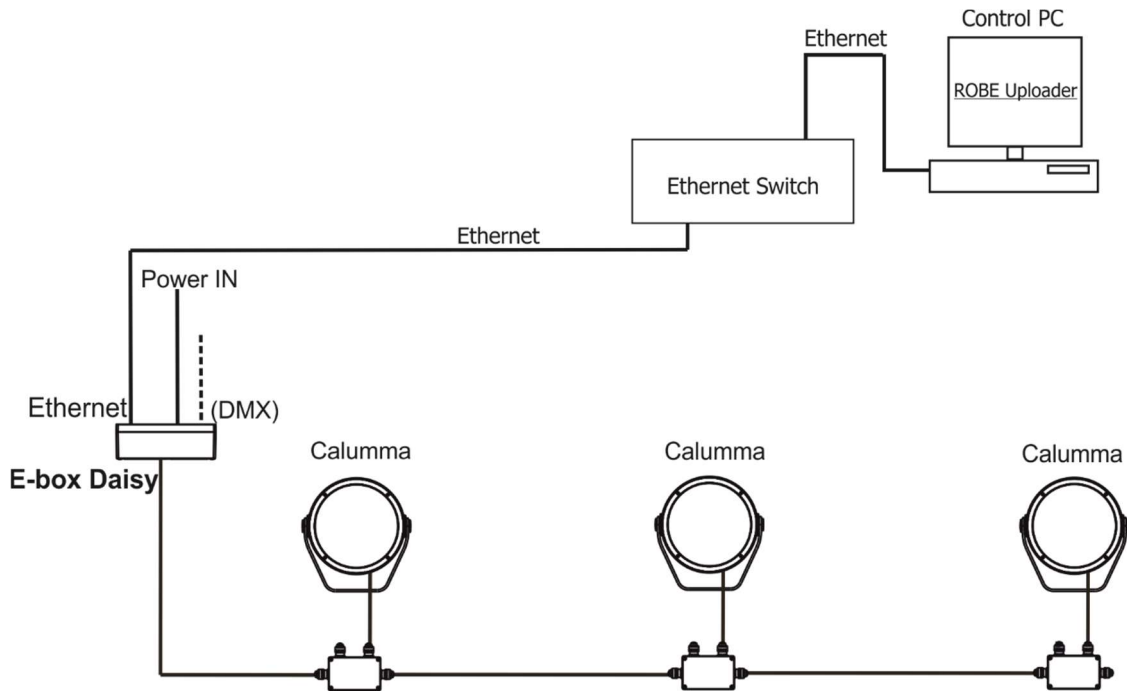 Control PC
Ethernet
ROBE Uploader
Ethernet Switch
Ethernet
Power IN
Ethernet
(DMX)
E-box Daisy
Calumma
Calumma
Calumma